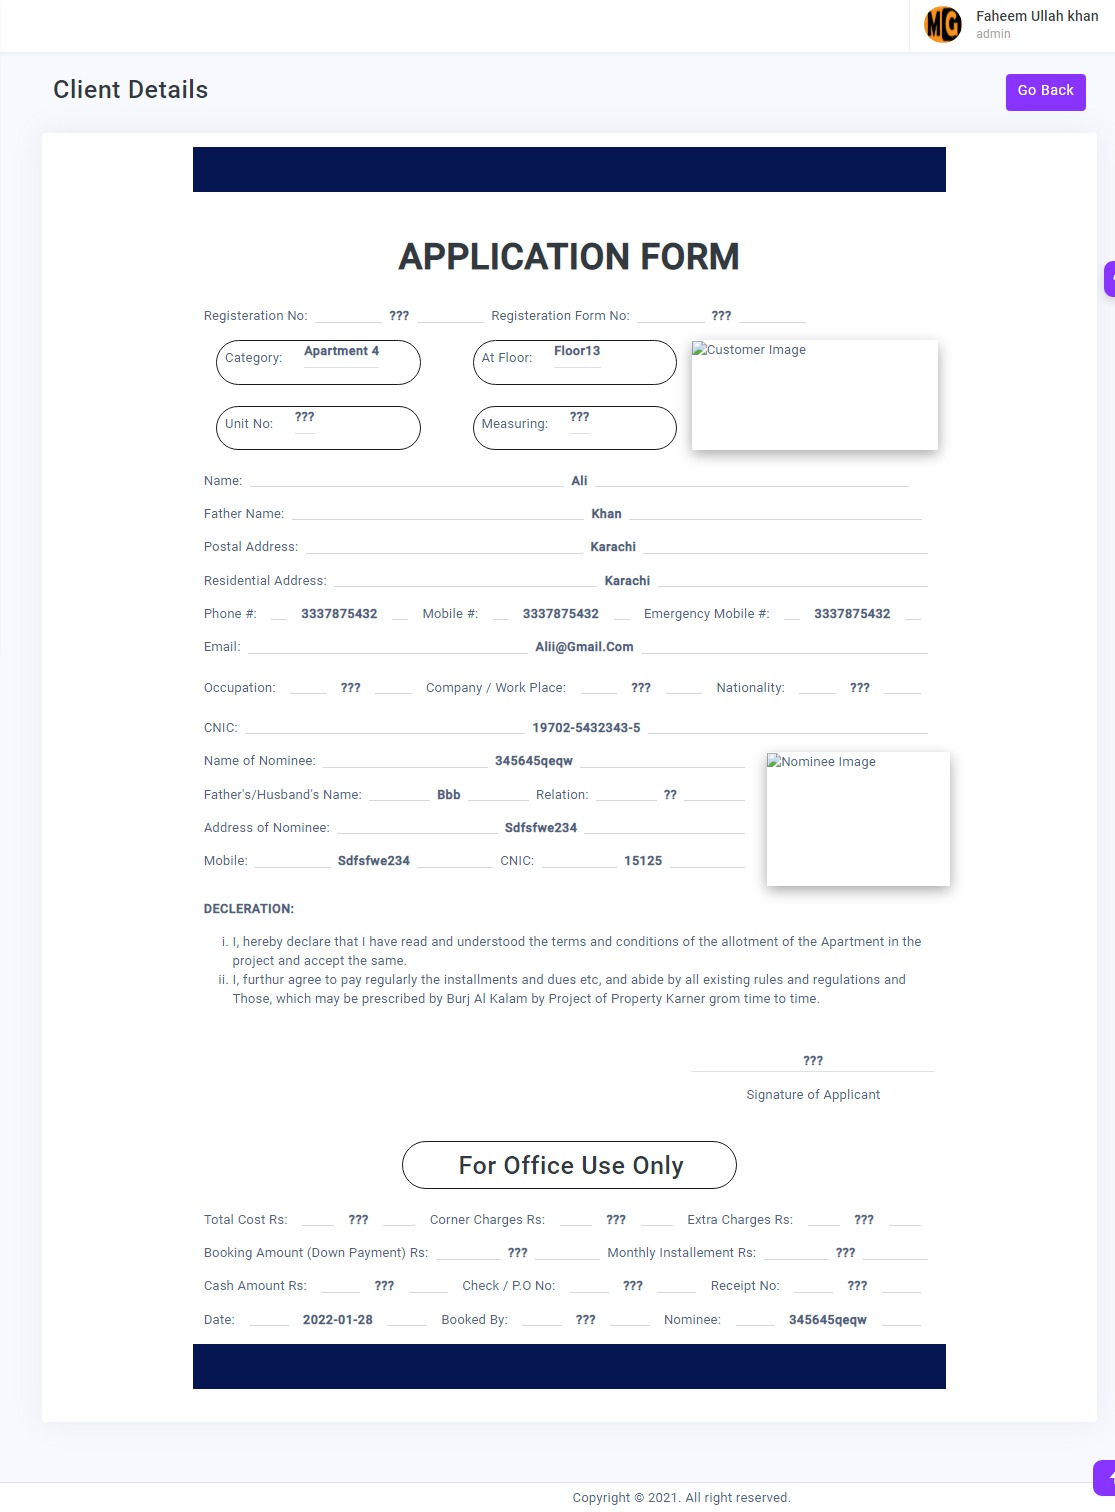 MG
Faheem Ullah khan
admin
Client Details
Go Back
APPLICATION FORM
Registeration No: ??? Registeration Form No: ???
Category: Apartment 4 At Floor: Floor13 Customer Image
Unit No: ??? Measuring: ???
Name: Ali
Father Name: Khan
Postal Address: Karachi
Residential Address: Karachi
Phone #: 3337875432 Mobile #: 3337875432 Emergency Mobile #: 3337875432
Email: Alii@Gmail.Com
Occupation: ??? Company / Work Place: ??? Nationality: ???
CNIC: 19702-5432343-5
Name of Nominee: 345645qeqw Nominee Image
Father's/Husband's Name: Bbb Relation: ??
Address of Nominee: Sdfsfwe234
Mobile: Sdfsfwe234 CNIC: 15125
DECLERATION:
i. I, hereby declare that I have read and understood the terms and conditions of the allotment of the Apartment in the
project and accept the same.
ii. I, furthur agree to pay regularly the installments and dues etc, and abide by all existing rules and regulations and
Those, which may be prescribed by Burj Al Kalam by Project of Property Karner grom time to time.
???
Signature of Applicant
For Office Use Only
Total Cost Rs: ??? Corner Charges Rs: ??? Extra Charges Rs: ???
Booking Amount (Down Payment) Rs: ??? Monthly Installement Rs: ???
Cash Amount Rs: ??? Check / P.O No: ??? Receipt No: ???
Date: 2022-01-28 Booked By: ??? Nominee: 345645qeqw
Copyright © 2021. All right reserved.